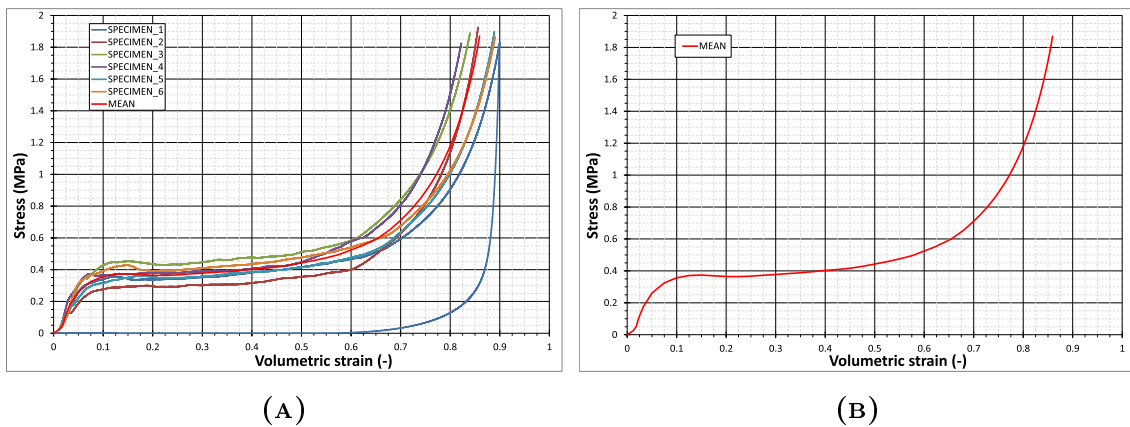 SPECIMEN_1
SPECIMEN_2
SPECIMEN_3
SPECIMEN_4
SPECIMEN_5
SPECIMEN_6
MEAN
Stress (MPa)
2
1.8
1.6
1.4
1.2
1
0.8
0.6
0.4
0.2
0
0 0.1 0.2 0.3 0.4 0.5 0.6 0.7 0.8 0.9 1
Volumetric strain (-)
(A)
MEAN
Stress (MPa)
2
1.8
1.6
1.4
1.2
1
0.8
0.6
0.4
0.2
0
0 0.1 0.2 0.3 0.4 0.5 0.6 0.7 0.8 0.9 1
Volumetric strain (-)
(B)